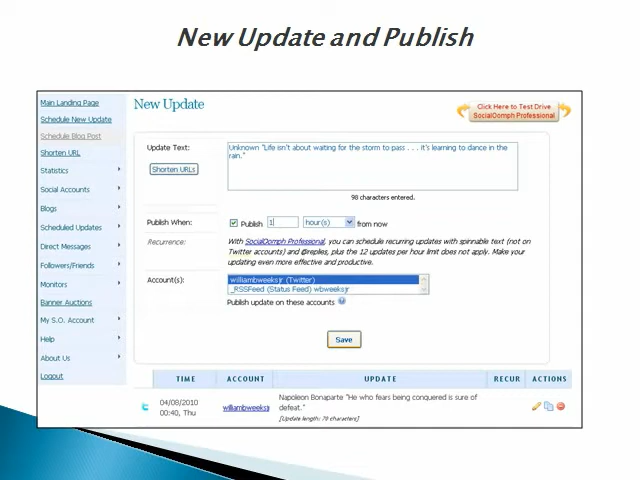 New Update and Publish
Main Landing Page
Schedule New Update
Schedule Blog Post
Shorten URL
Statistics
Social Accounts
Blogs
Scheduled Updates
Direct Messages
Followers/Friends
Monitors
Banner Auctions
My S.O. Account
Help
About Us
Logout
New Update
Click Here to Test Drive
SocialOomph Professional
Update Text:
Shorten URLs
Unknown "Life isn't about waiting for the storm to pass . . . it's learning to dance in the
rain."
98 characters entered.
Publish When:
Publish 1 hour(s) from now
Recurrence:
With SocialOomph Professional, you can schedule recurring updates with spinnable text (not on
Twitter accounts) and @replies, plus the 12 updates per hour limit does not apply. Make your
updating even more effective and productive.
Account(s):
williambweeksjr (Twitter)
_RSSFeed (Status Feed) wbweeksjr
Publish update on these accounts
Save
TIME ACCOUNT UPDATE RECUR ACTIONS
04/08/2010
00:40, Thu
williambweeksjr
Napoleon Bonaparte "He who fears being conquered is sure of
defeat."
[Update length: 70 characters]